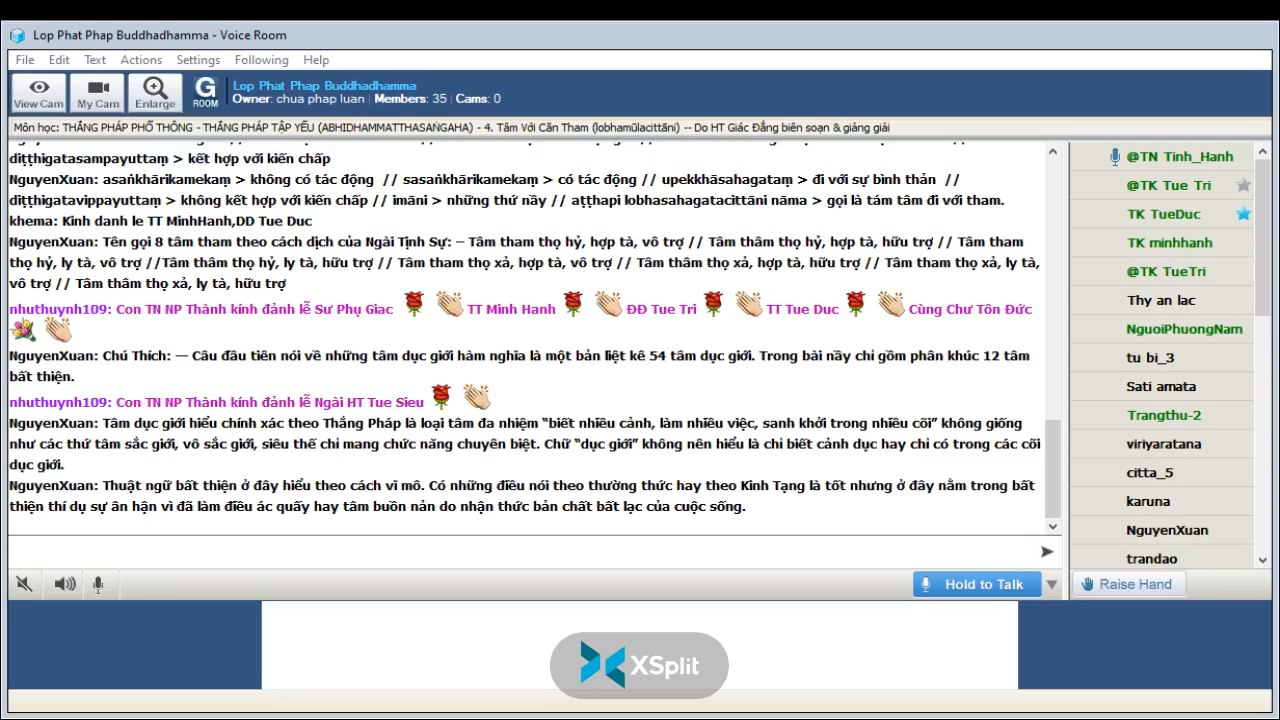 Lop Phat Phap Buddhadhamma - Voice Room
File Edit Text Actions Settings Following Help
View Cam My Cam Enlarge G ROOM
Lop Phat Phap Buddhadhamma
Owner: chua phap luan | Members: 35 | Cams: 0
Môn học: THẮNG PHÁP PHỔ THÔNG - THẮNG PHÁP TẬP YẾU (ABHIDHAMMATTHASAṄGAHA) - 4. Tâm Với Căn Tham (lobhamūlacittāni) -- Do HT Giác Đẳng biên soạn & giảng giải
diṭṭhigatasampayuttaṃ > kết hợp với kiến chấp
NguyenXuan: asaṅkhārikamekaṃ > không có tác động // sasaṅkhārikamekaṃ > có tác động // upekkhāsahagataṃ > đi với sự bình thản //
diṭṭhigatavippayuttaṃ > không kết hợp với kiến chấp // imāni > những thứ nầy // aṭṭhapi lobhasahagatacittāni nāma > gọi là tám tâm đi với tham.
khema: Kinh danh le TT MinhHanh,DD Tue Duc
NguyenXuan: Tên gọi 8 tâm tham theo cách dịch của Ngài Tịnh Sự: – Tâm tham thọ hỷ, hợp tà, vô trợ // Tâm thâm thọ hỷ, hợp tà, hữu trợ // Tâm tham
thọ hỷ, ly tà, vô trợ //Tâm thâm thọ hỷ, ly tà, hữu trợ // Tâm tham thọ xả, hợp tà, vô trợ // Tâm thâm thọ xả, hợp tà, hữu trợ // Tâm tham thọ xả, ly tà,
vô trợ // Tâm thâm thọ xả, ly tà, hữu trợ
nhuthuynh109: Con TN NP Thành kính đảnh lễ Sư Phụ Giac TT Minh Hanh ĐĐ Tue Tri TT Tue Duc Cùng Chư Tôn Đức
NguyenXuan: Chú Thích: — Câu đầu tiên nói về những tâm dục giới hàm nghĩa là một bản liệt kê 54 tâm dục giới. Trong bài nầy chỉ gồm phân khúc 12 tâm
bất thiện.
nhuthuynh109: Con TN NP Thành kính đảnh lễ Ngài HT Tue Sieu
NguyenXuan: Tâm dục giới hiểu chính xác theo Thắng Pháp là loại tâm đa nhiệm “biết nhiều cảnh, làm nhiều việc, sanh khởi trong nhiều cõi” không giống
như các thứ tâm sắc giới, vô sắc giới, siêu thế chỉ mang chức năng chuyên biệt. Chữ “dục giới” không nên hiểu là chỉ biết cảnh dục hay chỉ có trong các cõi
dục giới.
NguyenXuan: Thuật ngữ bất thiện ở đây hiểu theo cách vĩ mô. Có những điều nói theo thường thức hay theo Kinh Tạng là tốt nhưng ở đây nằm trong bất
thiện thí dụ sự ân hận vì đã làm điều ác quấy hay tâm buồn nản do nhận thức bản chất bất lạc của cuộc sống.
@TN Tinh_Hanh
@TK Tue Tri
TK TueDuc
TK minhhanh
@TK TueTri
Thy an lac
NguoiPhuongNam
tu bi_3
Sati amata
Trangthu-2
viriyaratana
citta_5
karuna
NguyenXuan
trandao
Hold to Talk
Raise Hand
XSplit